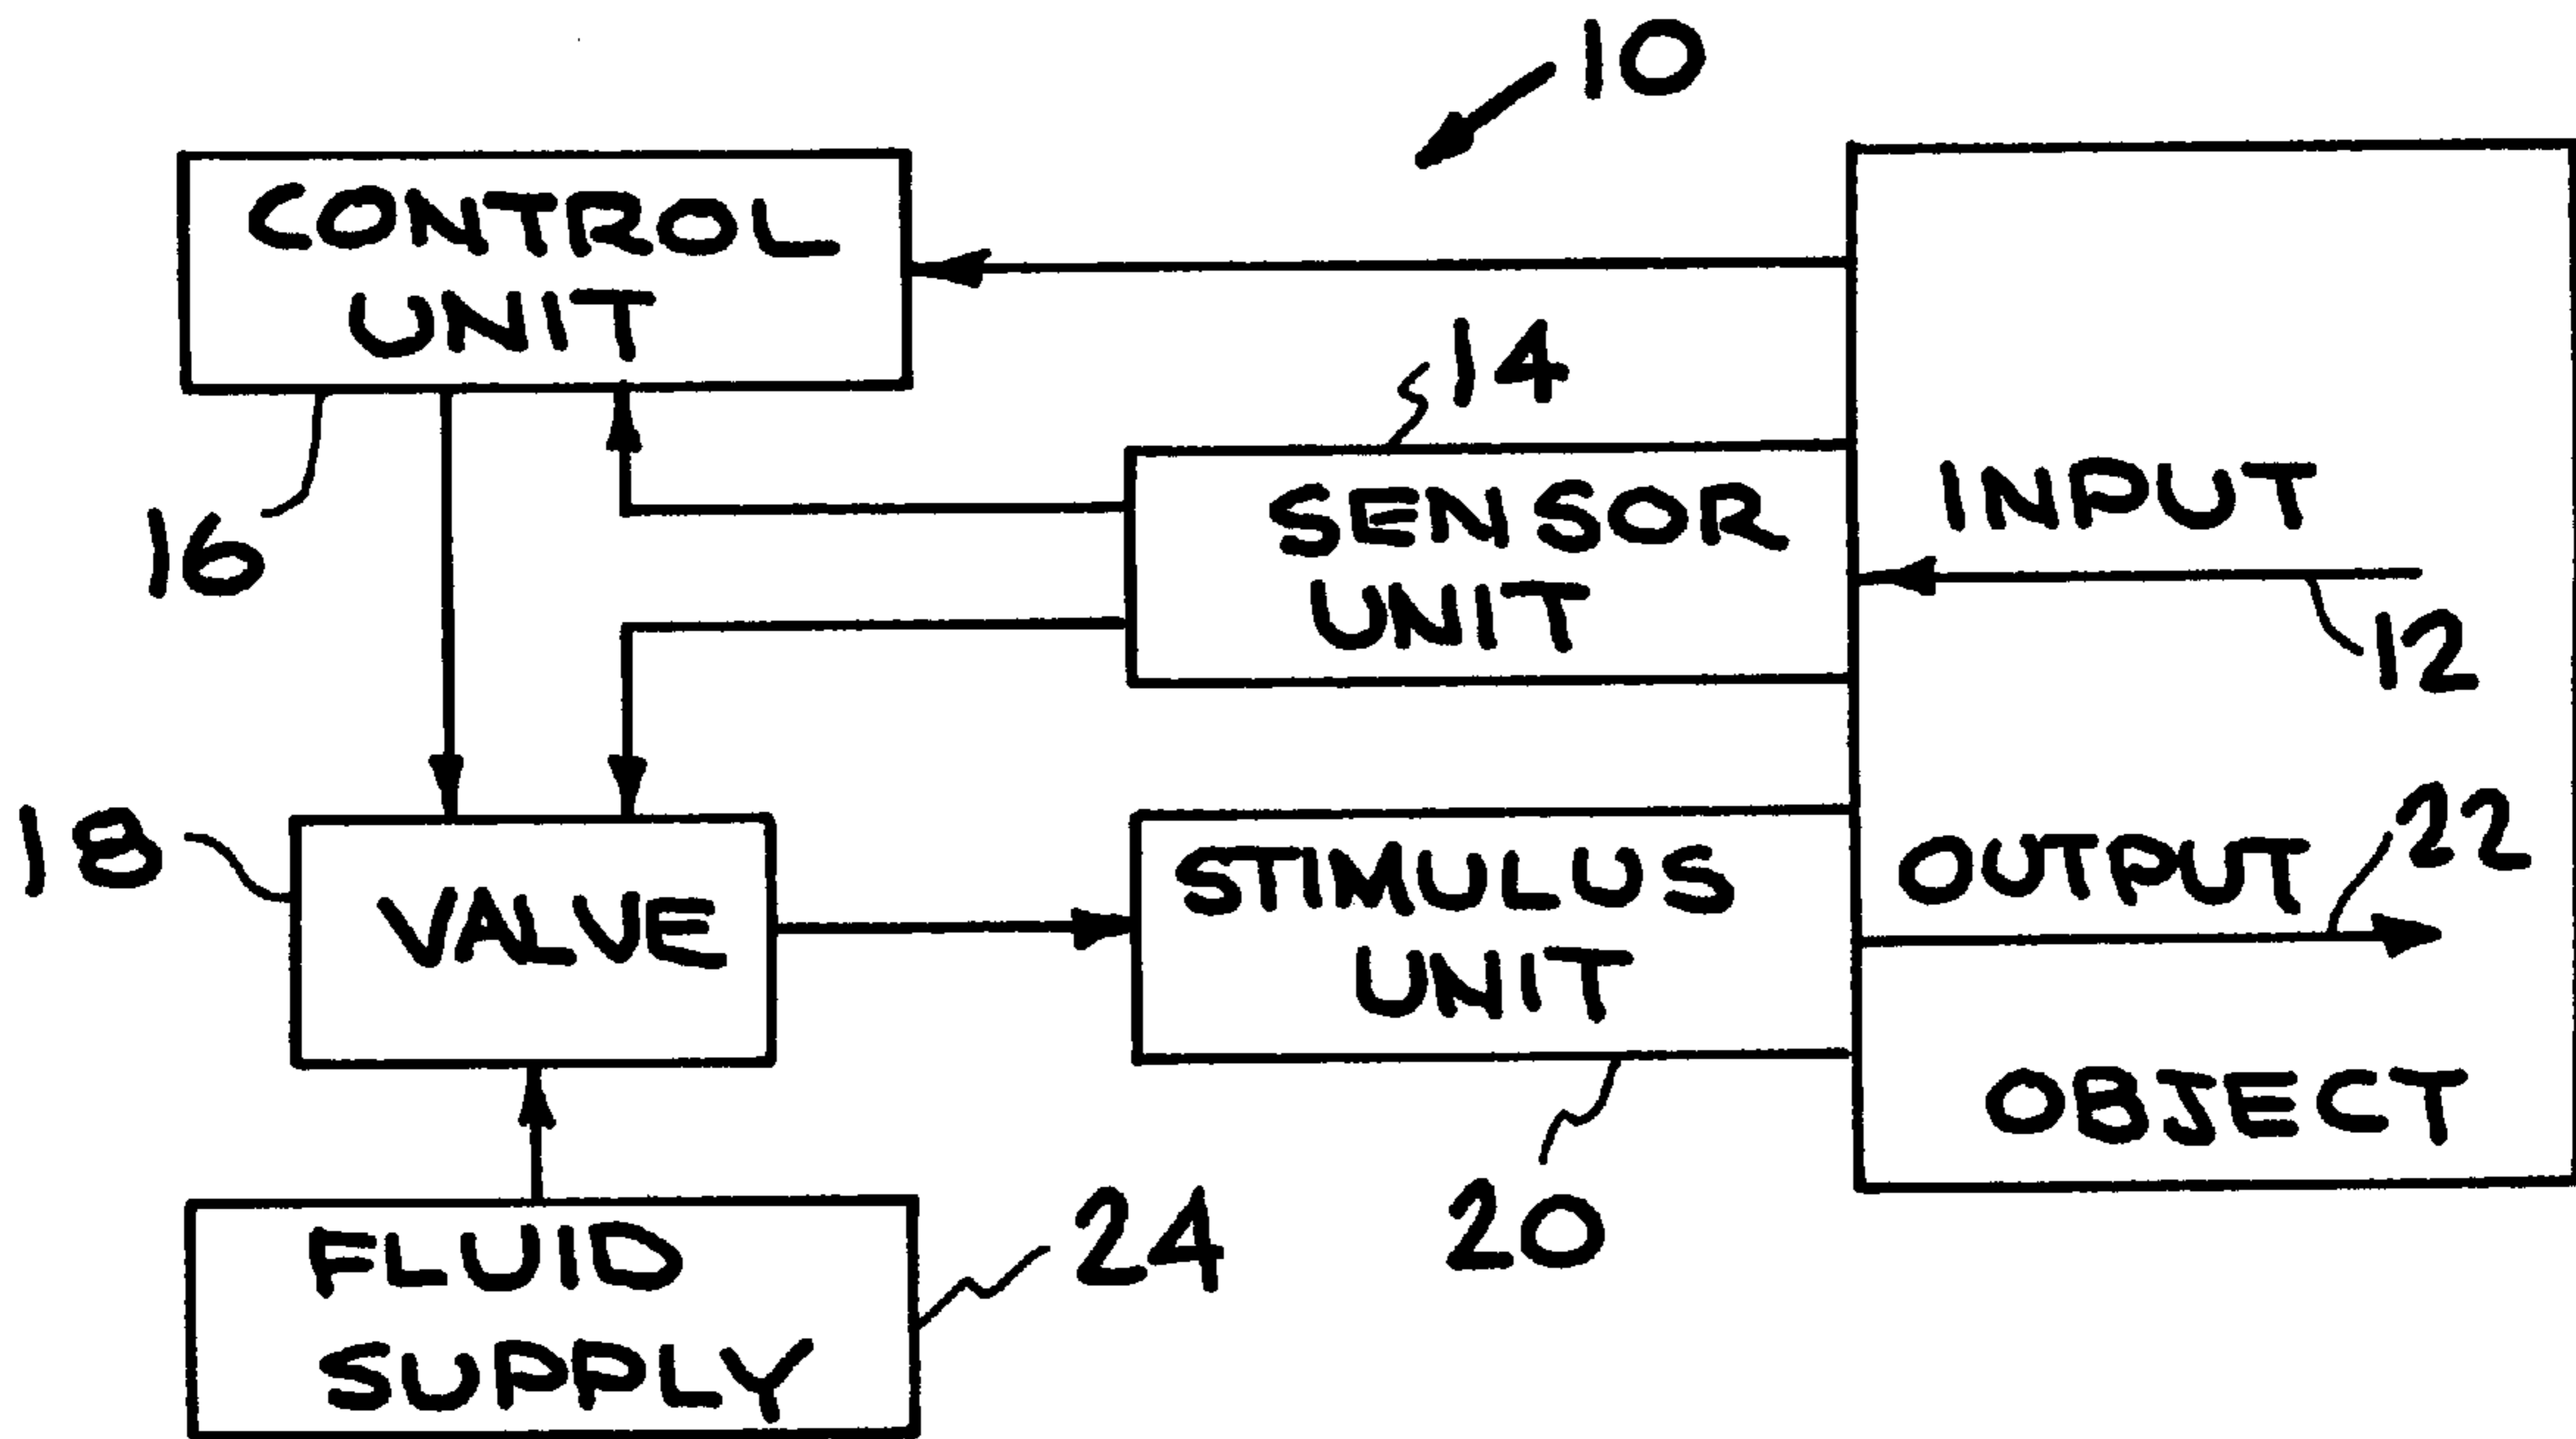 10
CONTROL
UNIT
14
SENSOR
UNIT
INPUT
16
12
18
VALVE
STIMULUS
UNIT
OUTPUT
22
OBJECT
FLUID
SUPPLY
24
20